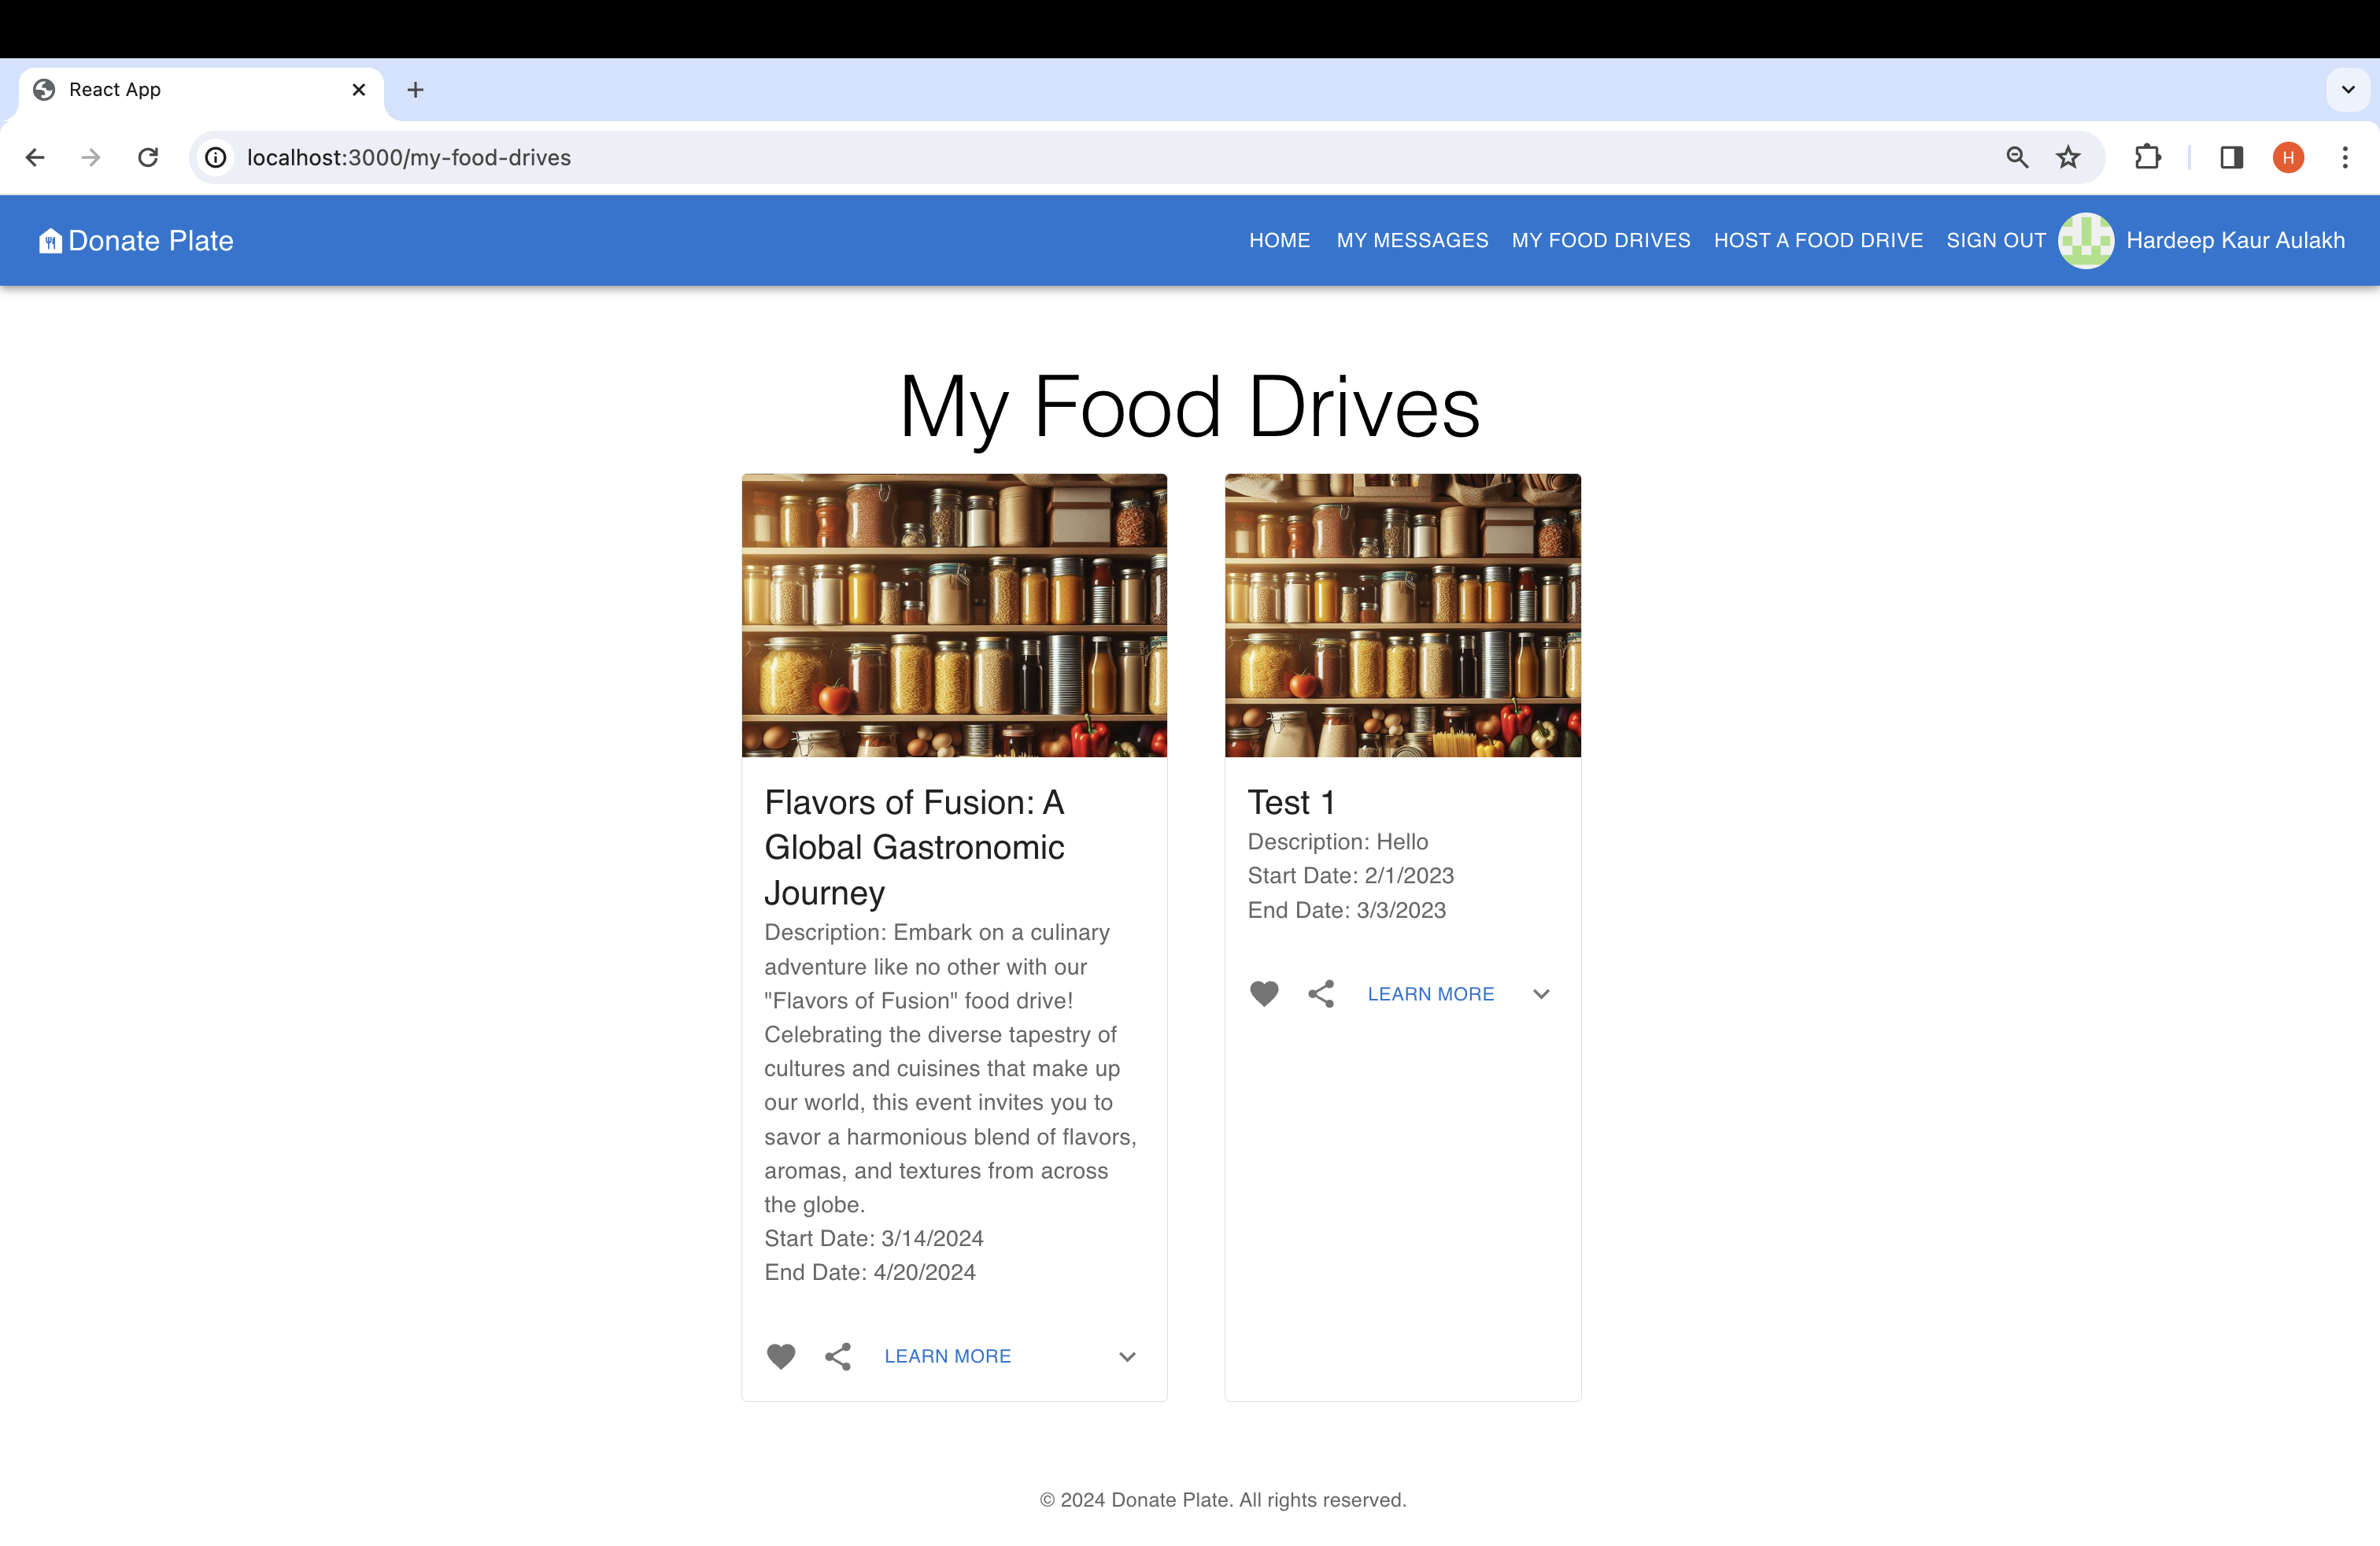 React App
localhost:3000/my-food-drives
H
Donate Plate
HOME MY MESSAGES MY FOOD DRIVES HOST A FOOD DRIVE SIGN OUT Hardeep Kaur Aulakh
My Food Drives
Flavors of Fusion: A
Global Gastronomic
Journey
Description: Embark on a culinary
adventure like no other with our
"Flavors of Fusion" food drive!
Celebrating the diverse tapestry of
cultures and cuisines that make up
our world, this event invites you to
savor a harmonious blend of flavors,
aromas, and textures from across
the globe.
Start Date: 3/14/2024
End Date: 4/20/2024
LEARN MORE
Test 1
Description: Hello
Start Date: 2/1/2023
End Date: 3/3/2023
LEARN MORE
© 2024 Donate Plate. All rights reserved.